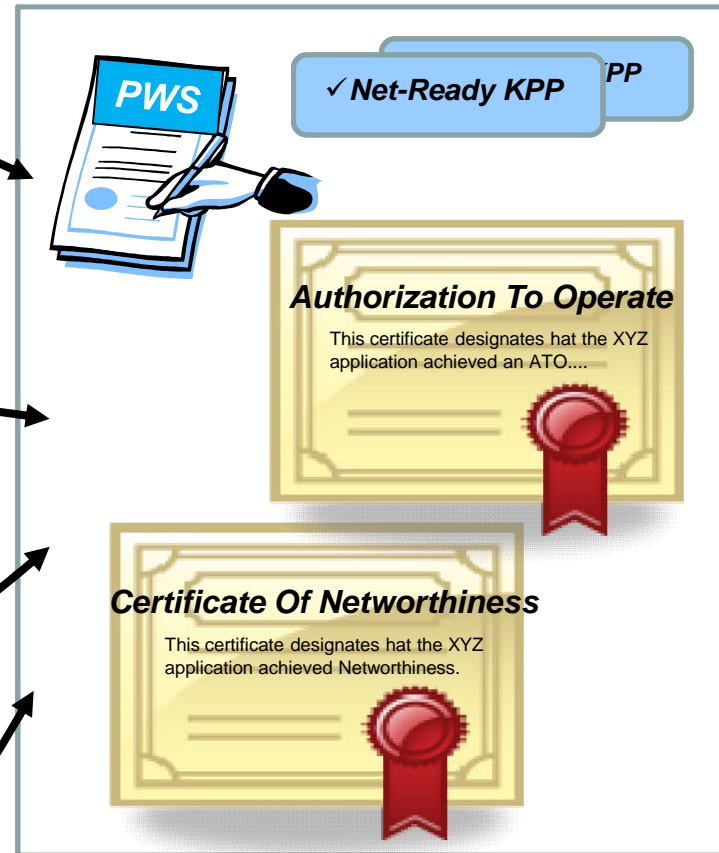 PWS
✓Net-Ready KPP
KPP
Authorization To Operate
This certificate designates hat the XYZ
application achieved an ATO....
Certificate Of Networthiness
This certificate designates hat the XYZ
application achieved Networthiness.